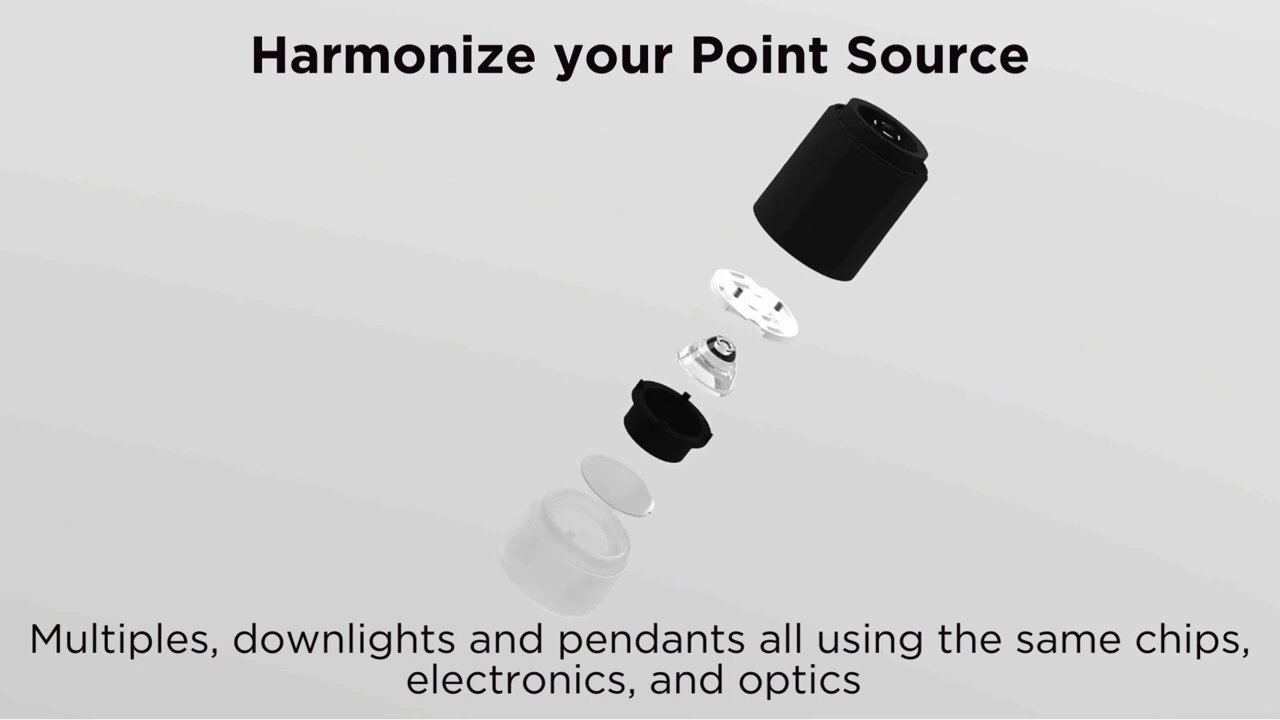 Harmonize your Point Source
Multiples, downlights and pendants all using the same chips,
electronics, and optics